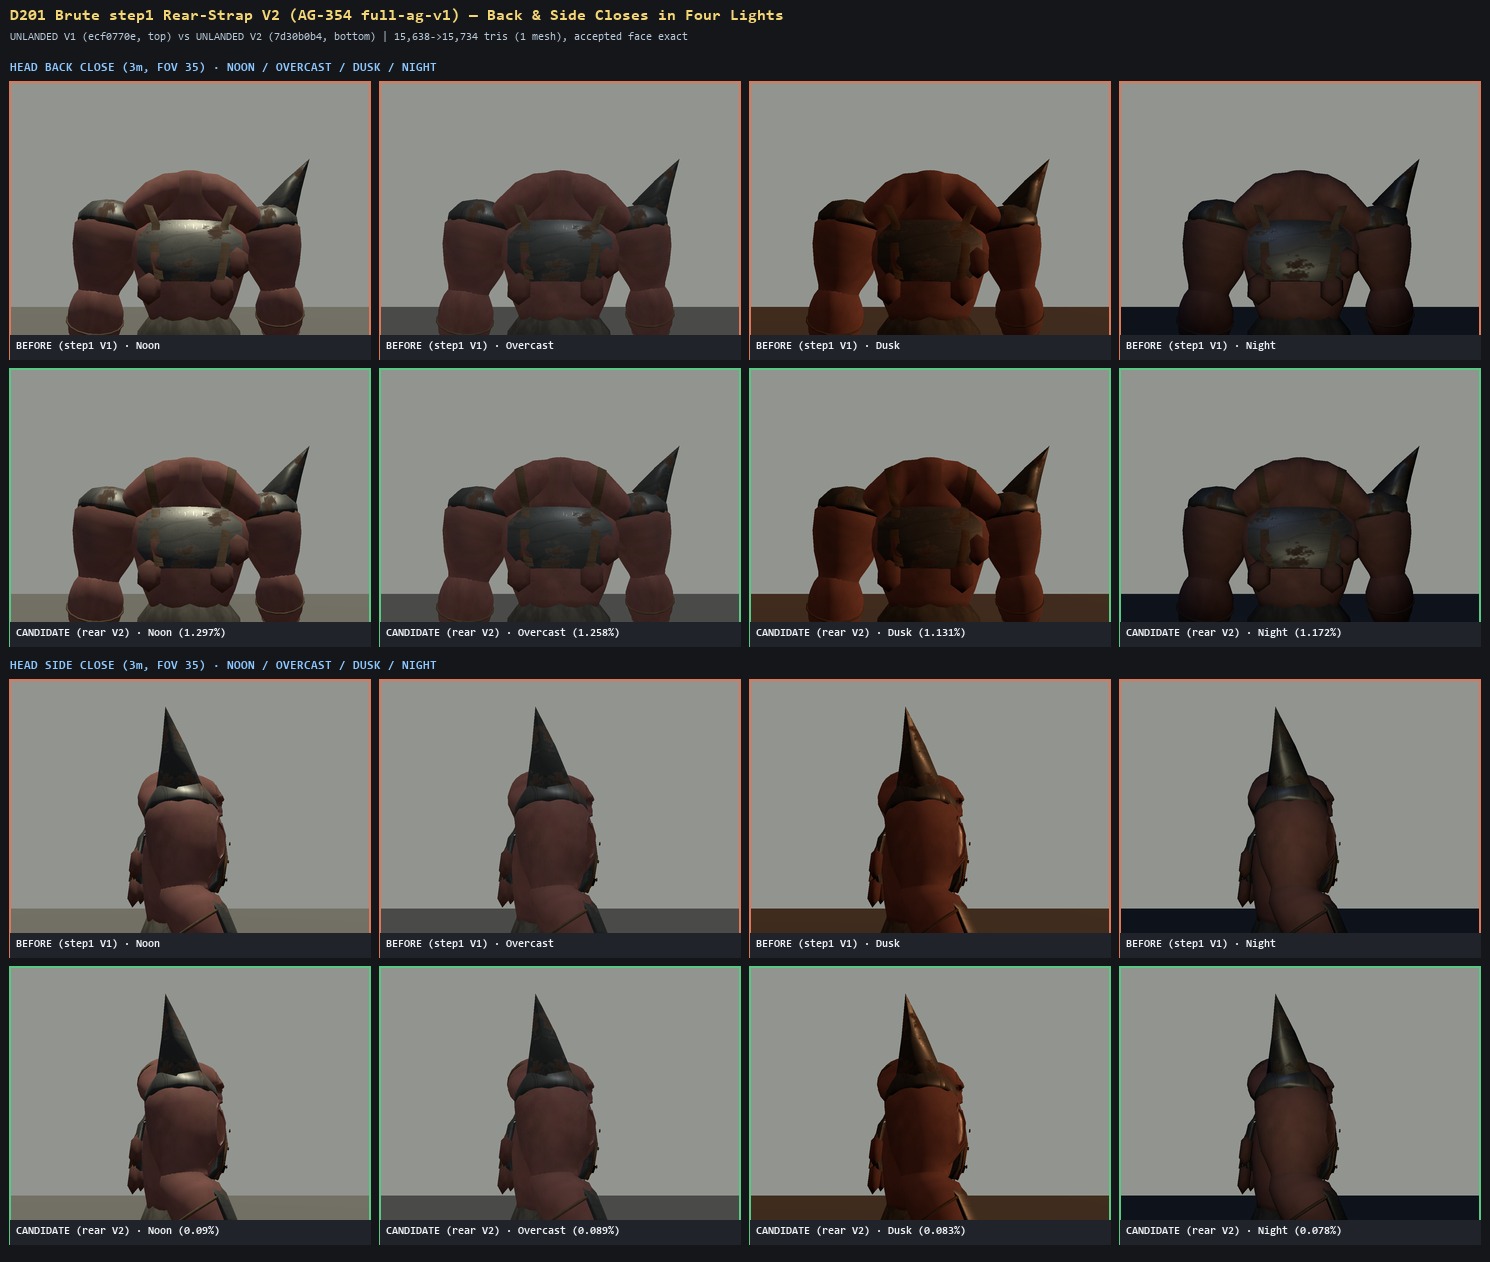 D201 Brute step1 Rear-Strap V2 (AG-354 full-ag-v1) — Back & Side Closes in Four Lights
UNLANDED V1 (ecf0770e, top) vs UNLANDED V2 (7d30b0b4, bottom) | 15,638->15,734 tris (1 mesh), accepted face exact
HEAD BACK CLOSE (3m, FOV 35) · NOON / OVERCAST / DUSK / NIGHT
BEFORE (step1 V1) · Noon
BEFORE (step1 V1) · Overcast
BEFORE (step1 V1) · Dusk
BEFORE (step1 V1) · Night
CANDIDATE (rear V2) · Noon (1.297%)
CANDIDATE (rear V2) · Overcast (1.258%)
CANDIDATE (rear V2) · Dusk (1.131%)
CANDIDATE (rear V2) · Night (1.172%)
HEAD SIDE CLOSE (3m, FOV 35) · NOON / OVERCAST / DUSK / NIGHT
BEFORE (step1 V1) · Noon
BEFORE (step1 V1) · Overcast
BEFORE (step1 V1) · Dusk
BEFORE (step1 V1) · Night
CANDIDATE (rear V2) · Noon (0.09%)
CANDIDATE (rear V2) · Overcast (0.089%)
CANDIDATE (rear V2) · Dusk (0.083%)
CANDIDATE (rear V2) · Night (0.078%)